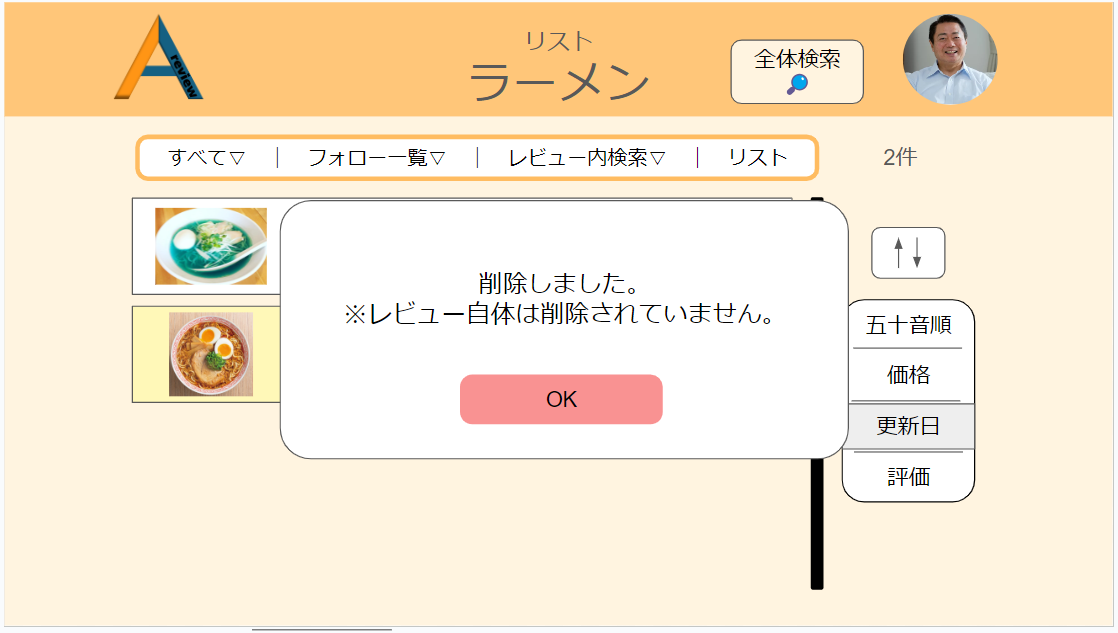 review
リスト
ラーメン
全体検索
すべて▽ | フォロー一覧▽ | レビュー内検索▽ | リスト
2件
削除しました。
※レビュー自体は削除されていません。
OK
五十音順
価格
更新日
評価